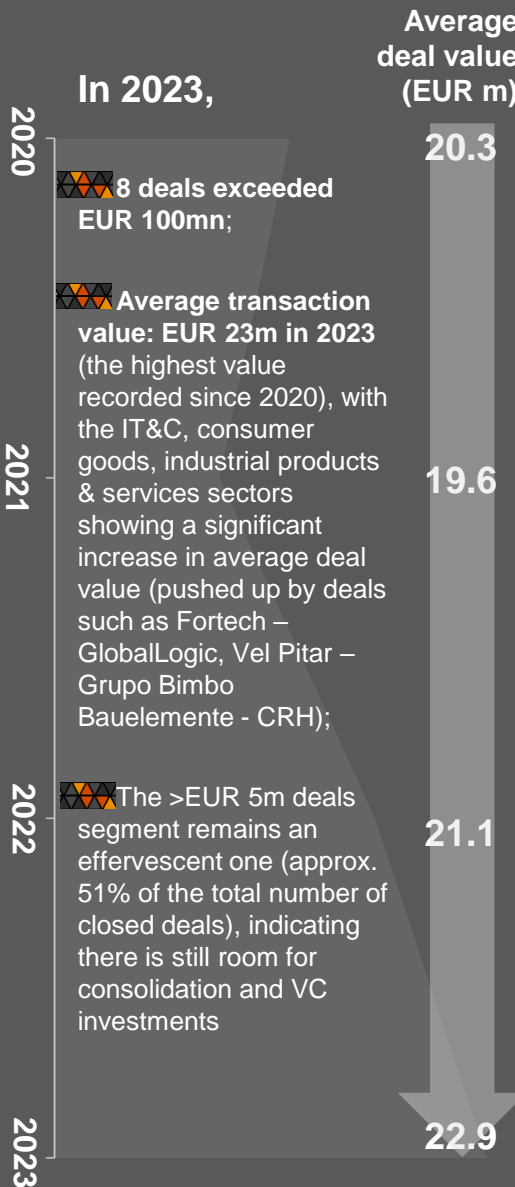 Average
deal value
(EUR m)
In 2023,
2020
20.3
8 deals exceeded
EUR 100mn;
Average transaction
value: EUR 23m in 2023
(the highest value
recorded since 2020), with
the IT&C, consumer
goods, industrial products
& services sectors
showing a significant
increase in average deal
value (pushed up by deals
such as Fortech –
GlobalLogic, Vel Pitar –
Grupo Bimbo
Bauelemente - CRH);
2021
19.6
2022
21.1
The >EUR 5m deals
segment remains an
effervescent one (approx.
51% of the total number of
closed deals), indicating
there is still room for
consolidation and VC
investments
2023
22.9